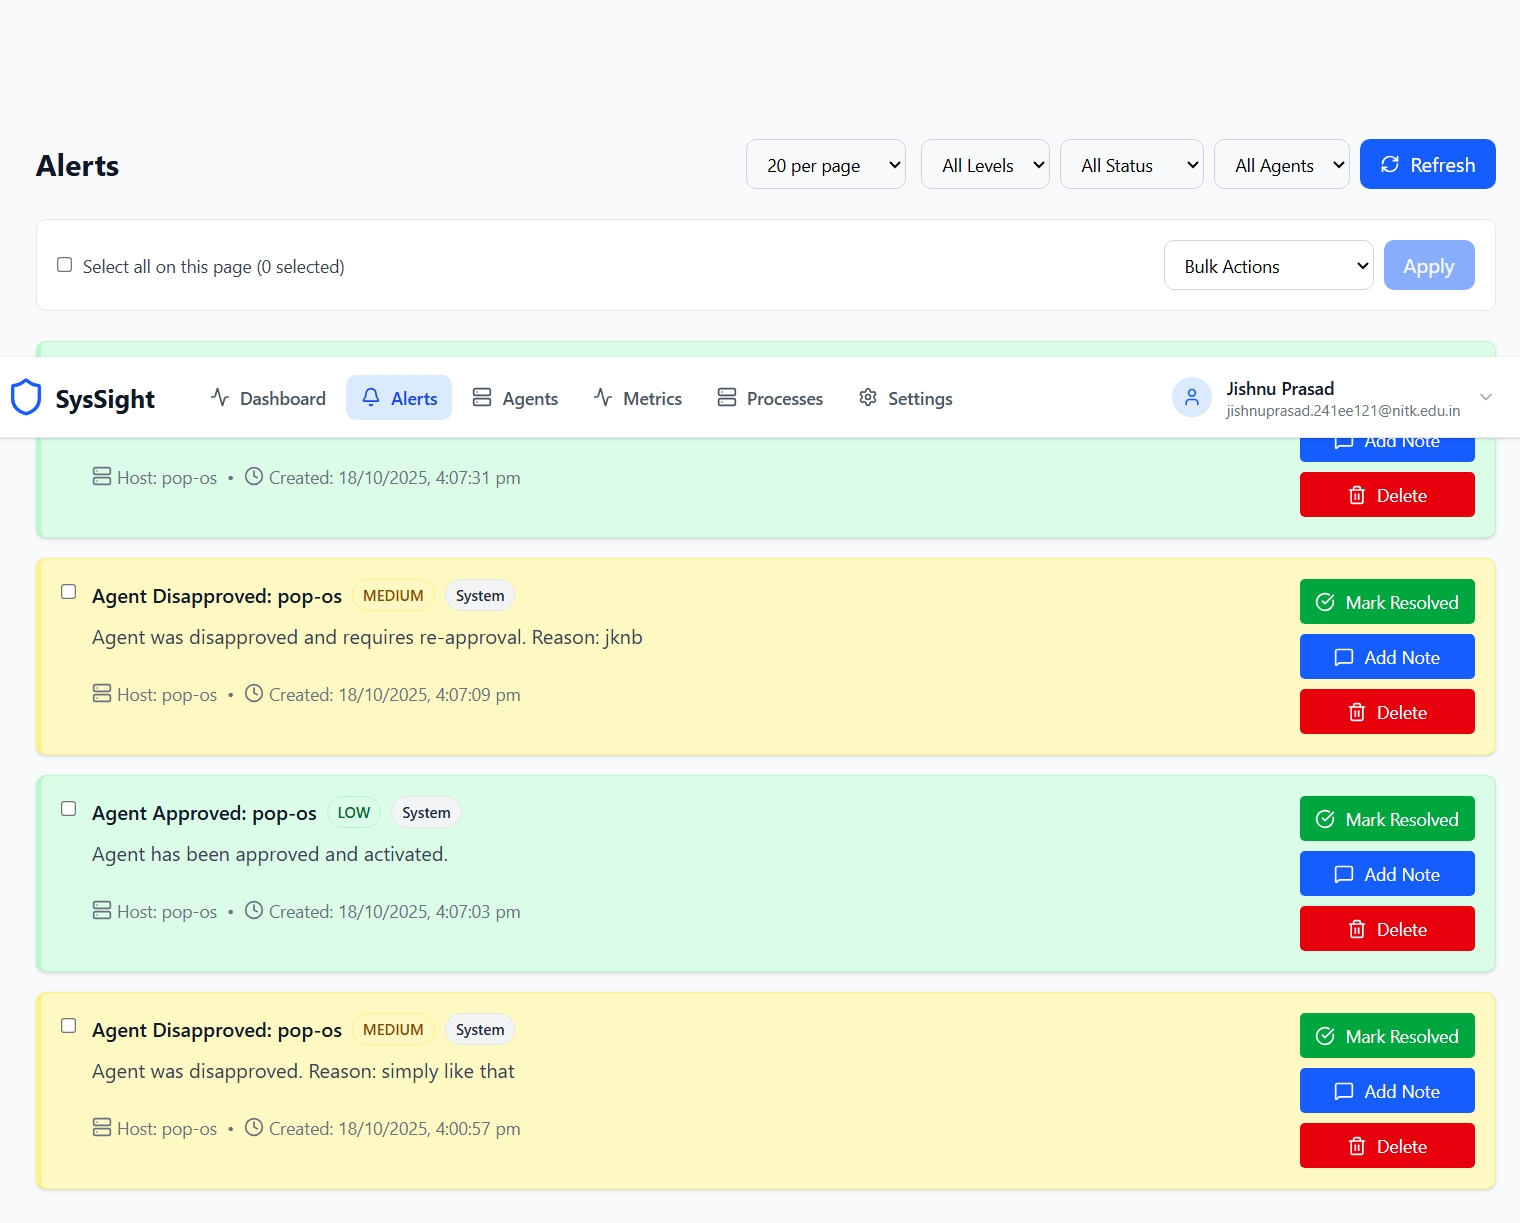 Alerts
20 per page All Levels All Status All Agents Refresh
Select all on this page (0 selected) Bulk Actions Apply
SysSight Dashboard Alerts Agents Metrics Processes Settings Jishnu Prasad
jishnuprasad.241ee121@nitk.edu.in
Add Note
Host: pop-os • Created: 18/10/2025, 4:07:31 pm
Delete
Agent Disapproved: pop-os MEDIUM System
Mark Resolved
Agent was disapproved and requires re-approval. Reason: jknb
Add Note
Host: pop-os • Created: 18/10/2025, 4:07:09 pm
Delete
Agent Approved: pop-os LOW System
Mark Resolved
Agent has been approved and activated.
Add Note
Host: pop-os • Created: 18/10/2025, 4:07:03 pm
Delete
Agent Disapproved: pop-os MEDIUM System
Mark Resolved
Agent was disapproved. Reason: simply like that
Add Note
Host: pop-os • Created: 18/10/2025, 4:00:57 pm
Delete